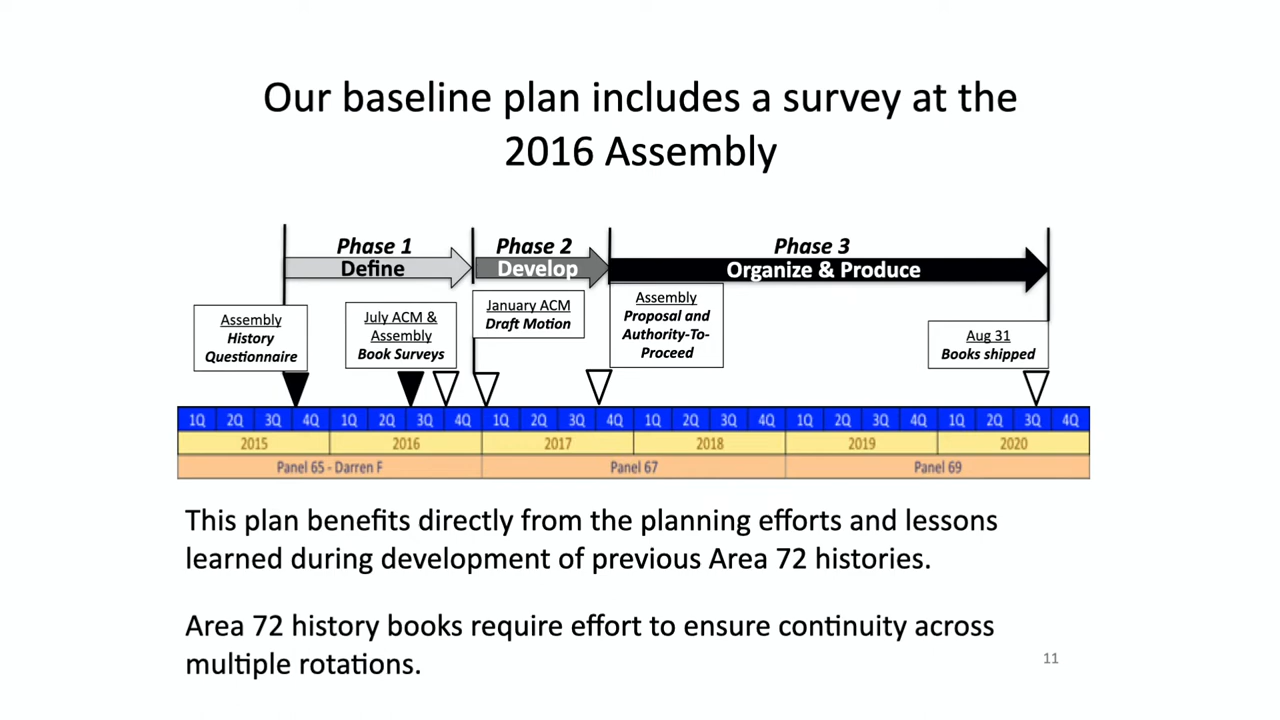 Our baseline plan includes a survey at the
2016 Assembly
Phase 1
Define
Phase 2
Develop
Phase 3
Organize & Produce
Assembly
History
Questionnaire
July ACM &
Assembly
Book Surveys
January ACM
Draft Motion
Assembly
Proposal and
Authority-To-
Proceed
Aug 31
Books shipped
1Q 2Q 3Q 4Q 1Q 2Q 3Q 4Q 1Q 2Q 3Q 4Q 1Q 2Q 3Q 4Q 1Q 2Q 3Q 4Q 1Q 2Q 3Q 4Q
2015 2016 2017 2018 2019 2020
Panel 65 - Darren F Panel 67 Panel 69
This plan benefits directly from the planning efforts and lessons
learned during development of previous Area 72 histories.
Area 72 history books require effort to ensure continuity across
multiple rotations.
11